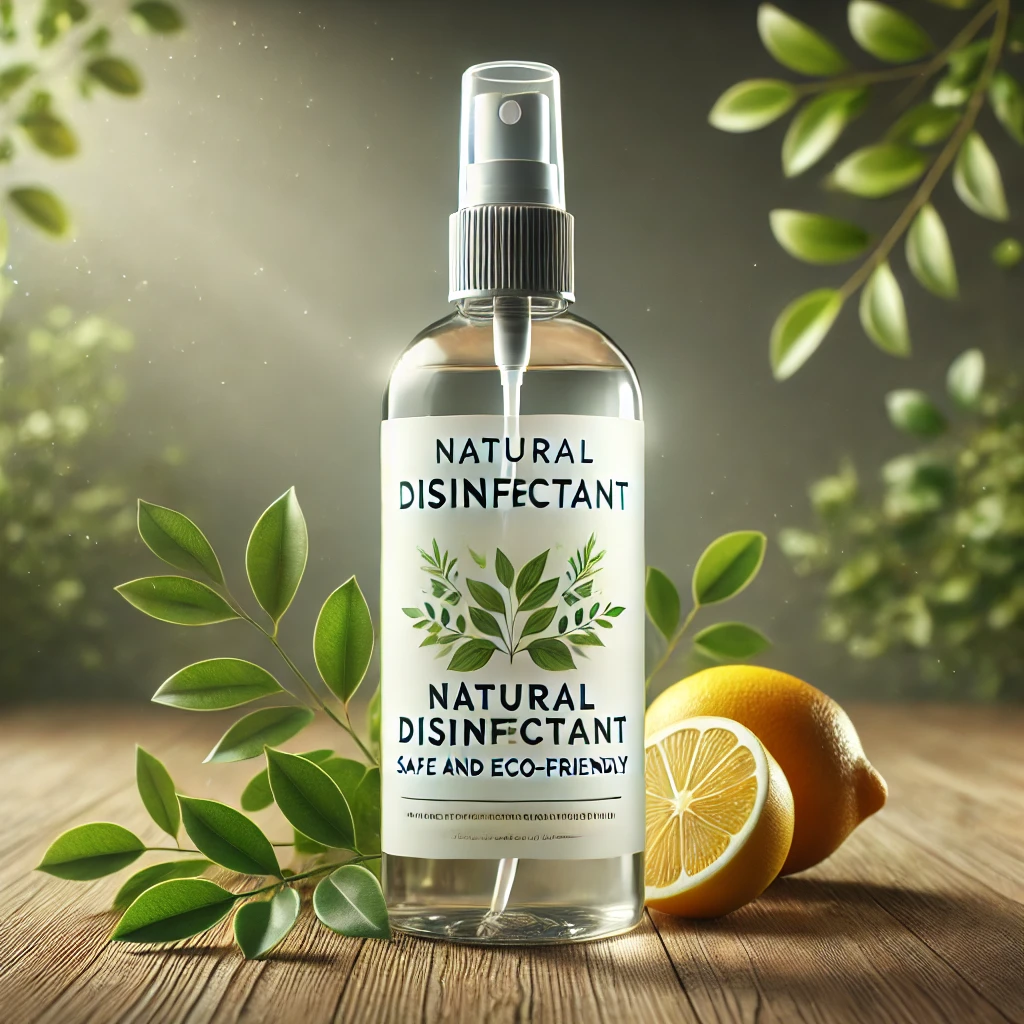 NATURAL
DISINFECTANT
NATURAL
DISINFECTANT
SAFE AND ECO-FRIENDLY